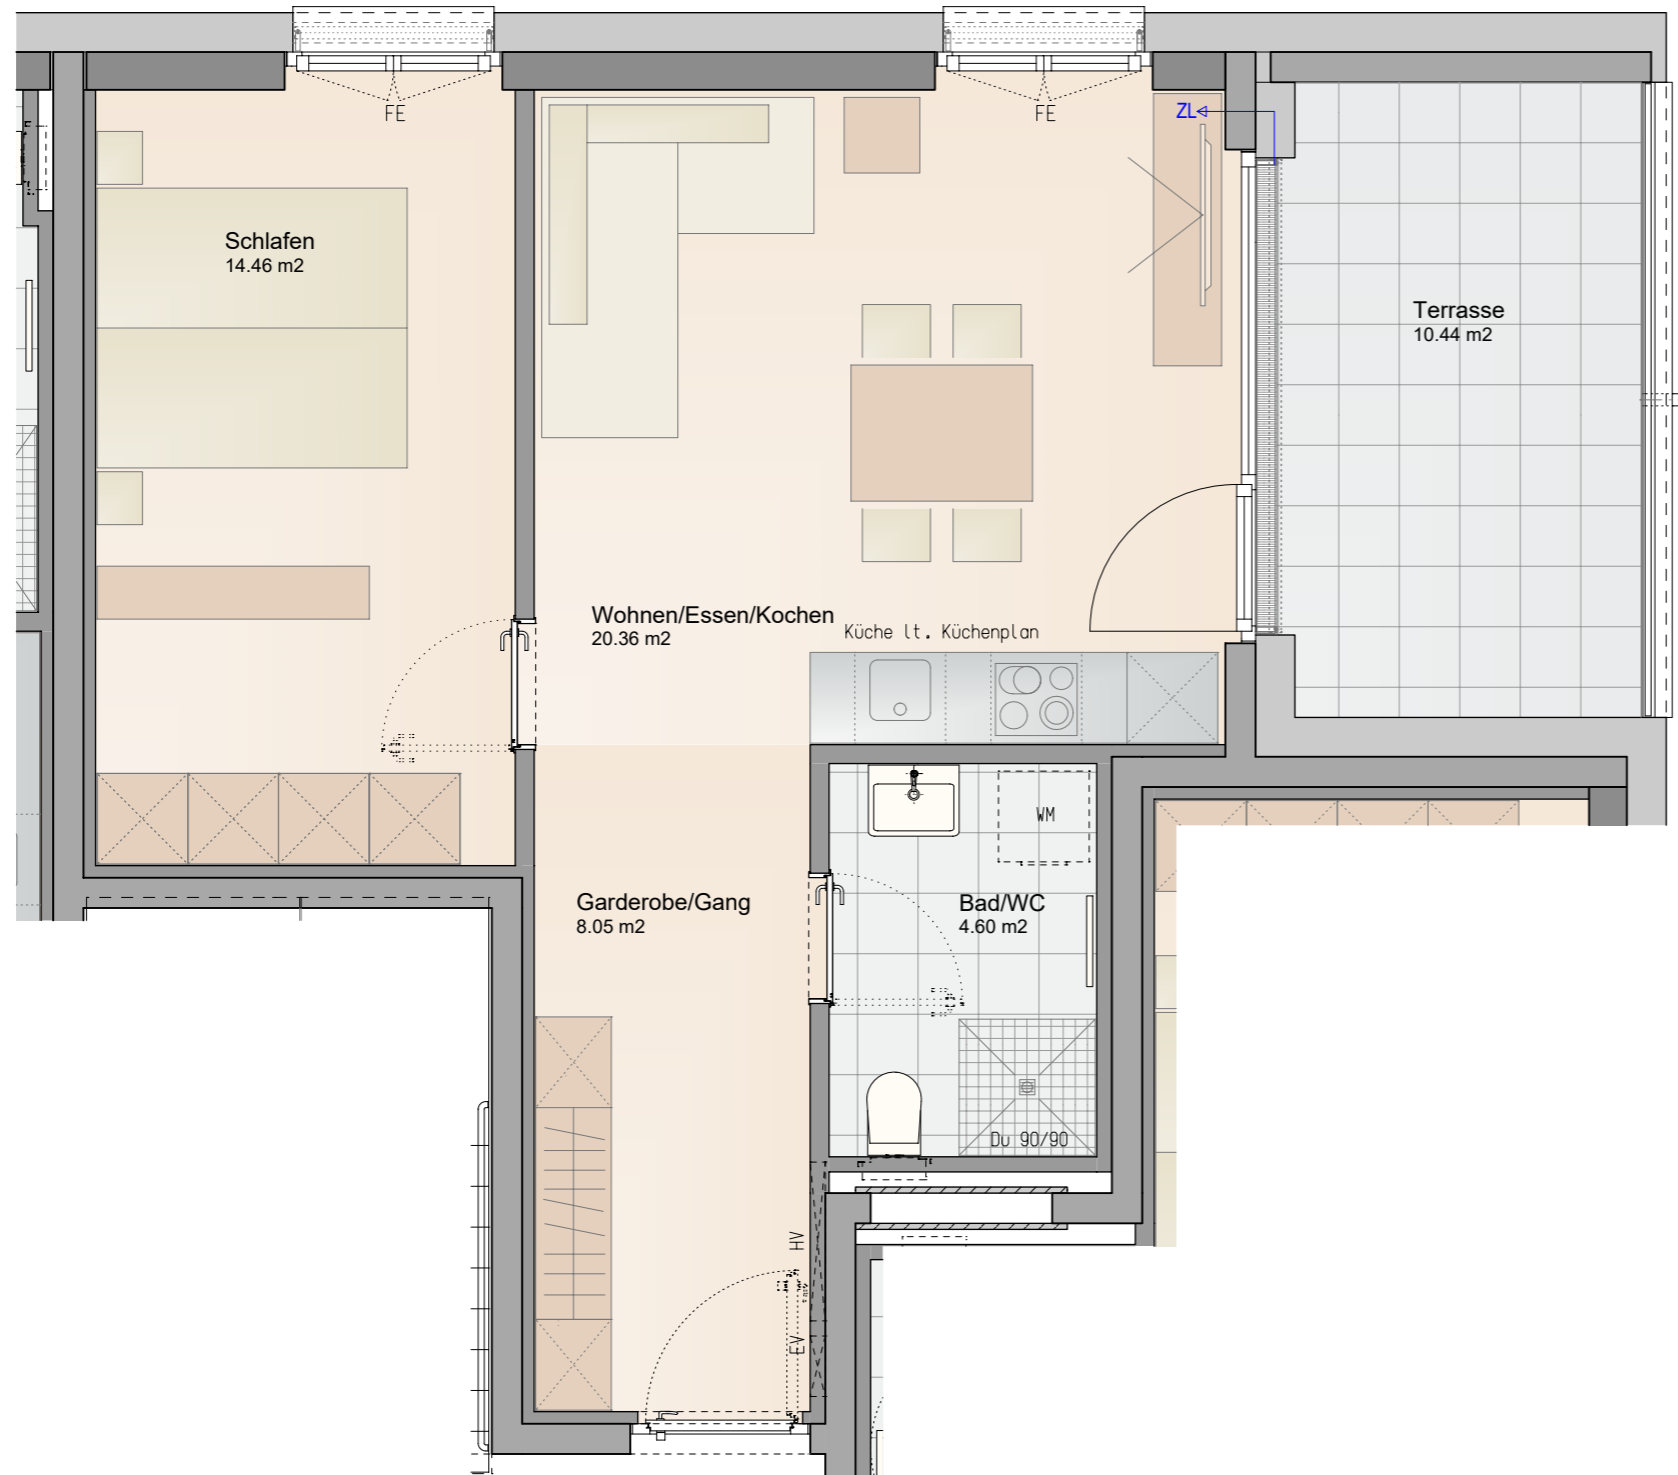 FE
FE
ZL
Schlafen
14.46 m2
Terrasse
10.44 m2
Wohnen/Essen/Kochen
20.36 m2
Küche lt. Küchenplan
WM
Garderobe/Gang
8.05 m2
Bad/WC
4.60 m2
Du 90/90
HV
EV